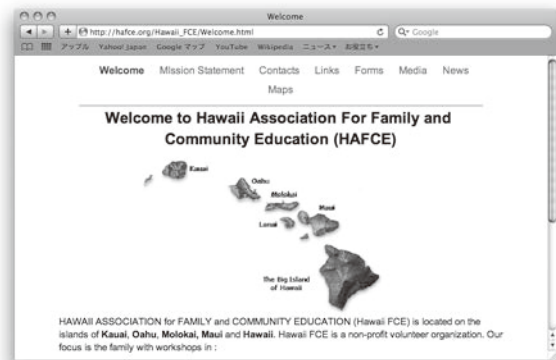 Welcome
http://hafce.org/Hawaii_FCE/Welcome.html
Google
アップル Yahoo! Japan Google マップ YouTube Wikipedia ニュース▼ お役立ち▼
Welcome MIssion Statement Contacts Links Forms Media News
Maps
Welcome to Hawaii Association For Family and
Community Education (HAFCE)
Kauai
Oahu
Molokai
Maui
Lanai
The Big Island
of Hawaii
HAWAII ASSOCIATION for FAMILY and COMMUNITY EDUCATION (Hawaii FCE) is located on the
islands of Kauai, Oahu, Molokai, Maui and Hawaii. Hawaii FCE is a non-profit volunteer organization. Our
focus is the family with workshops in :